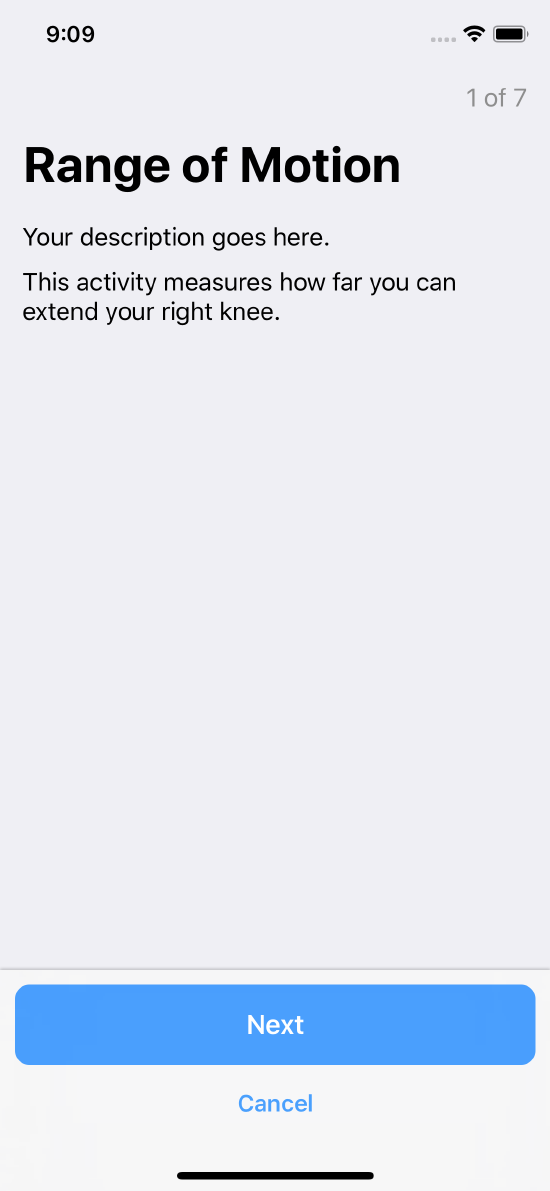 9:09
1 of 7
Range of Motion
Your description goes here.
This activity measures how far you can
extend your right knee.
Next
Cancel